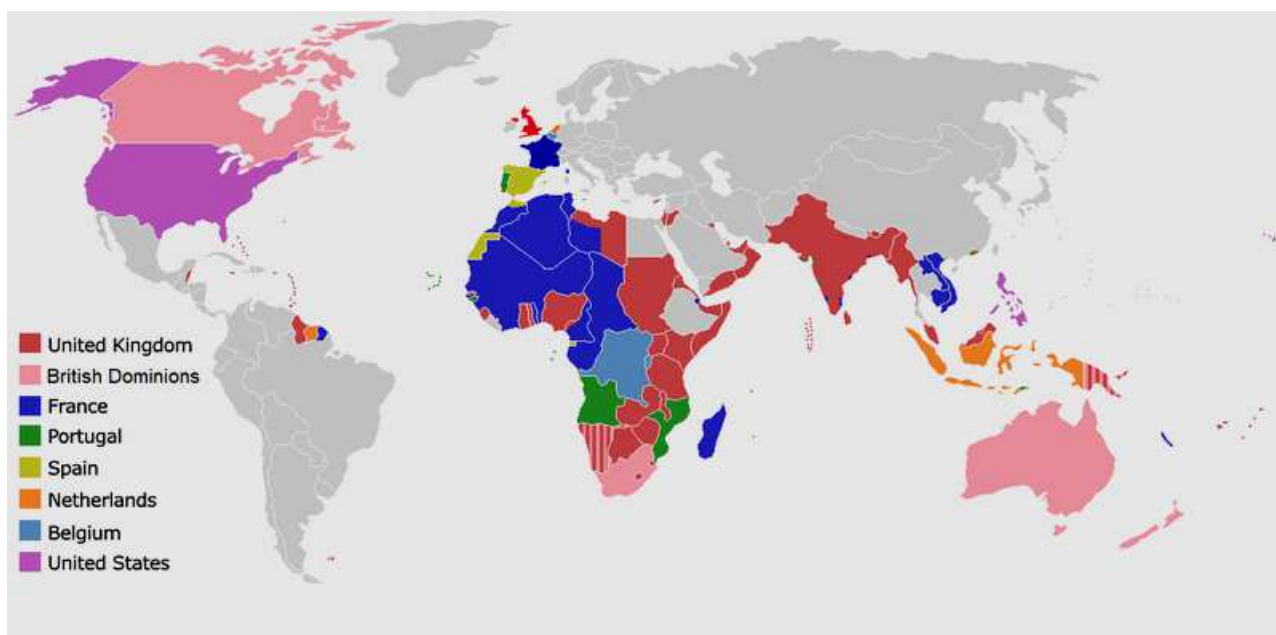 United Kingdom
British Dominions
France
Portugal
Spain
Netherlands
Belgium
United States